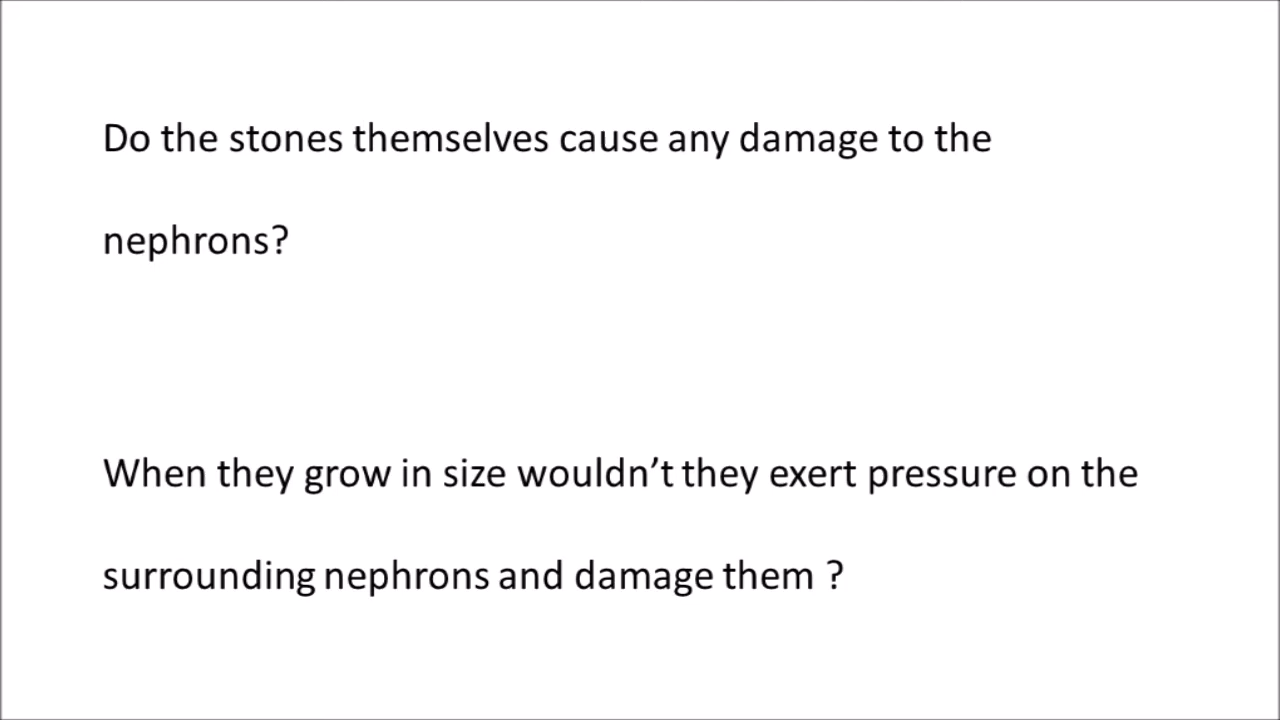 Do the stones themselves cause any damage to the
nephrons?
When they grow in size wouldn’t they exert pressure on the
surrounding nephrons and damage them ?